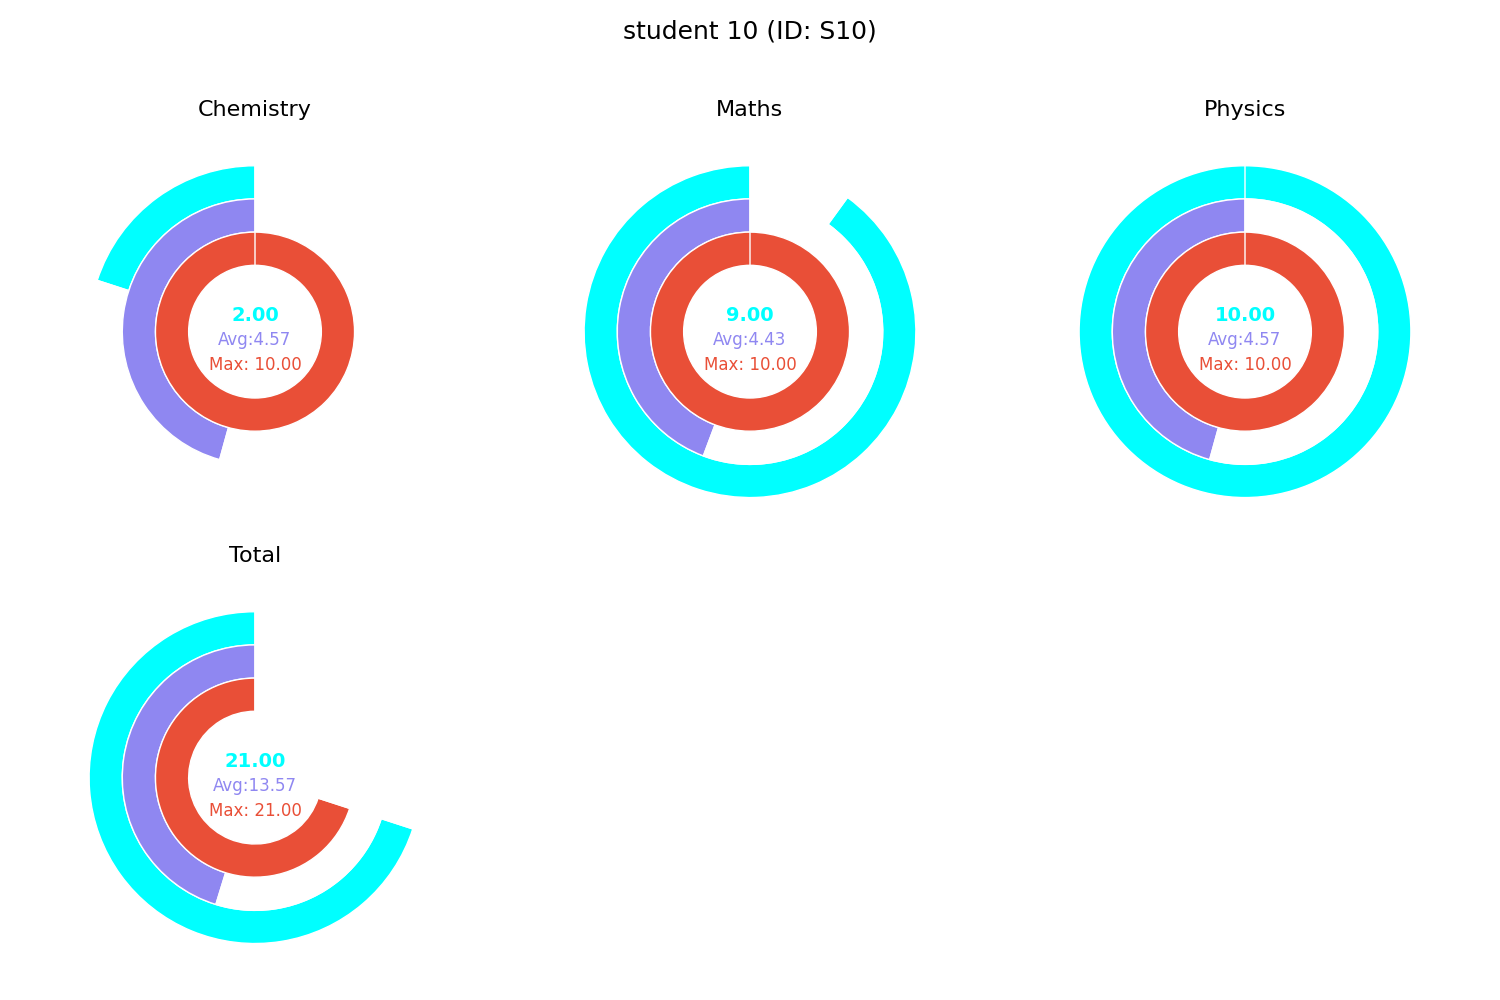 student 10 (ID: S10)
Chemistry
2.00
Avg:4.57
Max: 10.00
Maths
9.00
Avg:4.43
Max: 10.00
Physics
10.00
Avg:4.57
Max: 10.00
Total
21.00
Avg:13.57
Max: 21.00